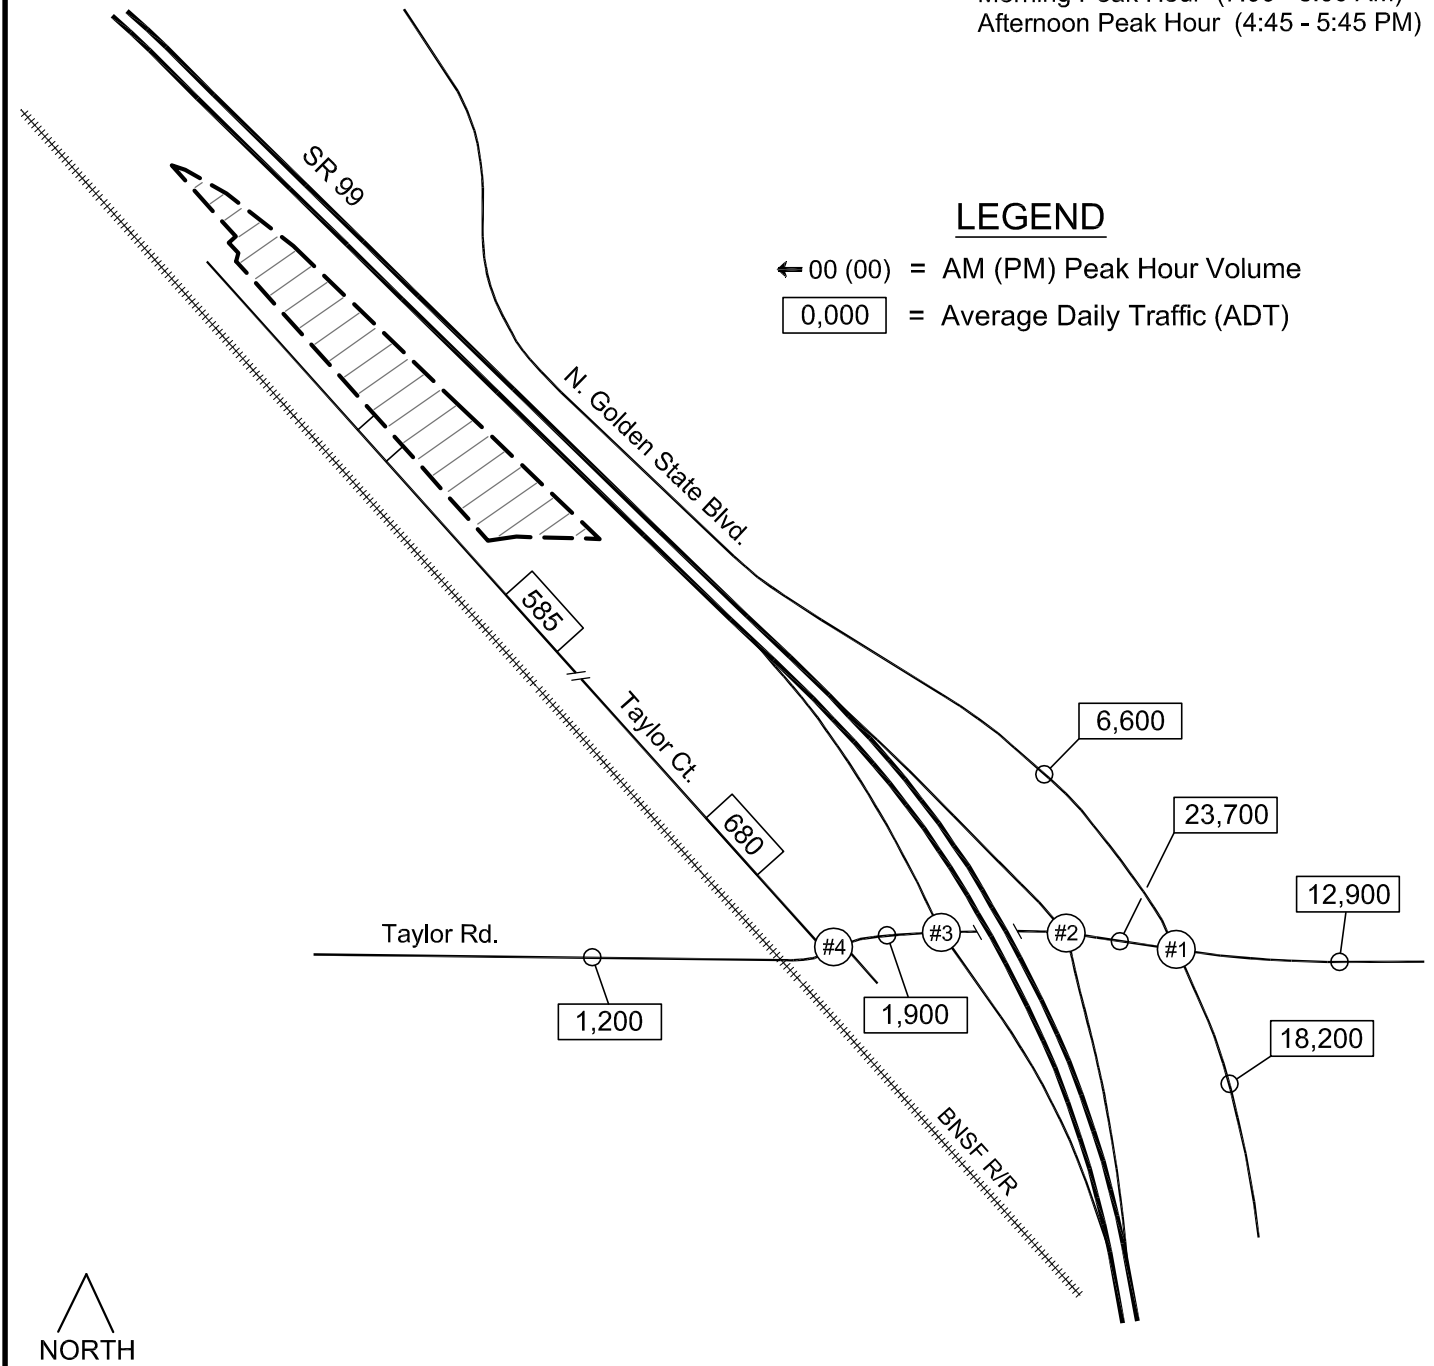 Afternoon Peak Hour (4:45 - 5:45 PM)
SR 99
LEGEND
00 (00) = AM (PM) Peak Hour Volume
0,000 = Average Daily Traffic (ADT)
N. Golden State Blvd.
585
Taylor Ct.
6,600
680
23,700
12,900
Taylor Rd.
#4
#3
#2
#1
1,200
1,900
18,200
BNSF R/R
NORTH